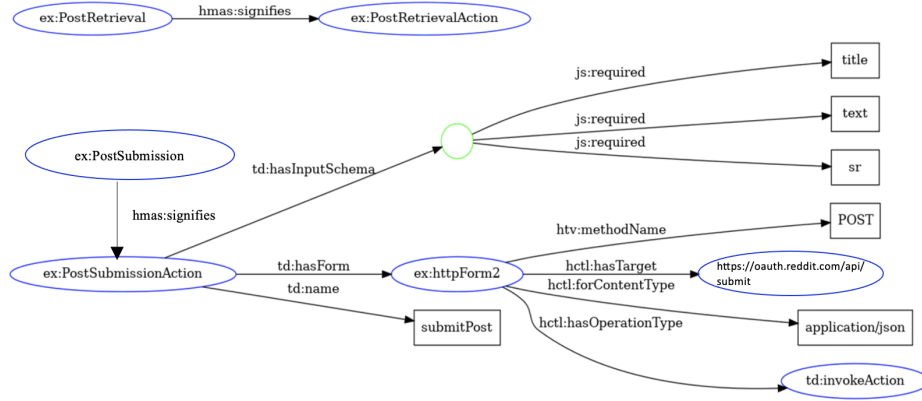 ex:PostRetrieval
hmas:signifies
ex:PostRetrievalAction
title
js:required
text
js:required
js:required
sr
ex:PostSubmission
td:hasInputSchema
hmas:signifies
POST
htv:methodName
ex:PostSubmissionAction
td:hasForm
ex:httpForm2
hctl:hasTarget
https://oauth.reddit.com/api/
submit
td:name
hctl:forContentType
submitPost
hctl:hasOperationType
application/json
td:invokeAction